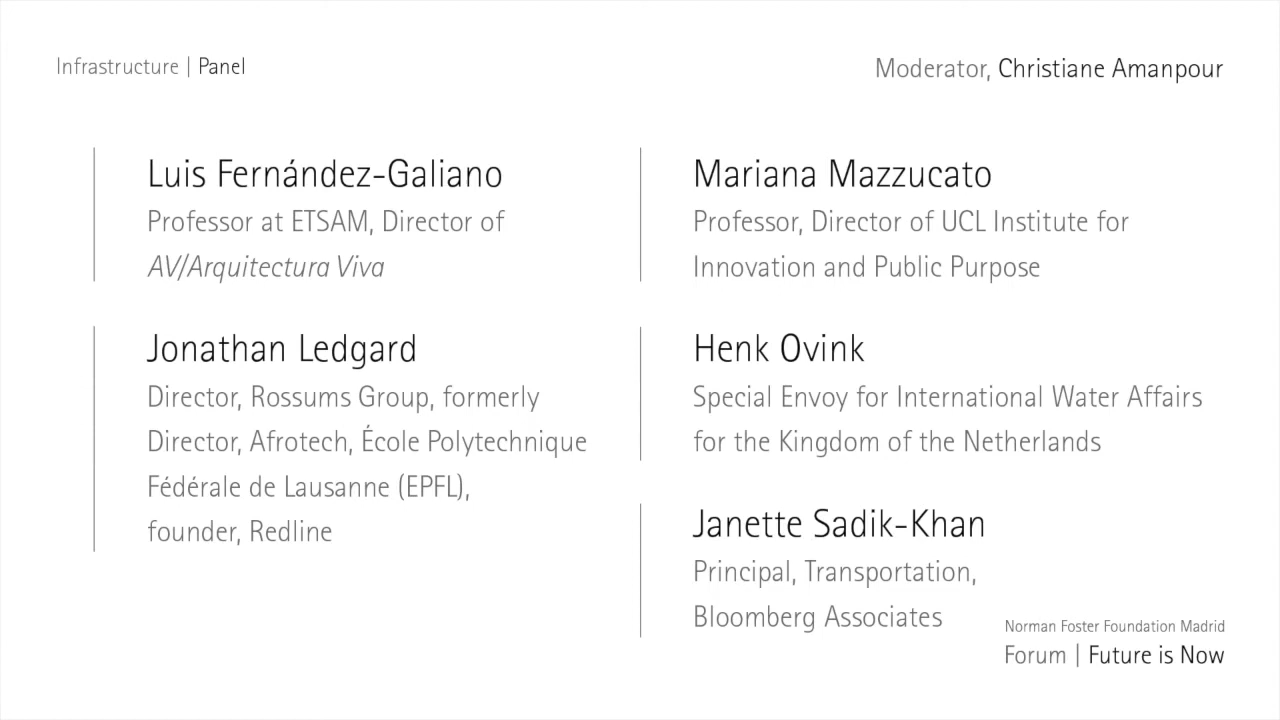 Infrastructure | Panel
Moderator, Christiane Amanpour
Luis Fernández-Galiano
Professor at ETSAM, Director of
AV/Arquitectura Viva
Jonathan Ledgard
Director, Rossums Group, formerly
Director, Afrotech, École Polytechnique
Fédérale de Lausanne (EPFL),
founder, Redline
Mariana Mazzucato
Professor, Director of UCL Institute for
Innovation and Public Purpose
Henk Ovink
Special Envoy for International Water Affairs
for the Kingdom of the Netherlands
Janette Sadik-Khan
Principal, Transportation,
Bloomberg Associates
Norman Foster Foundation Madrid
Forum | Future is Now